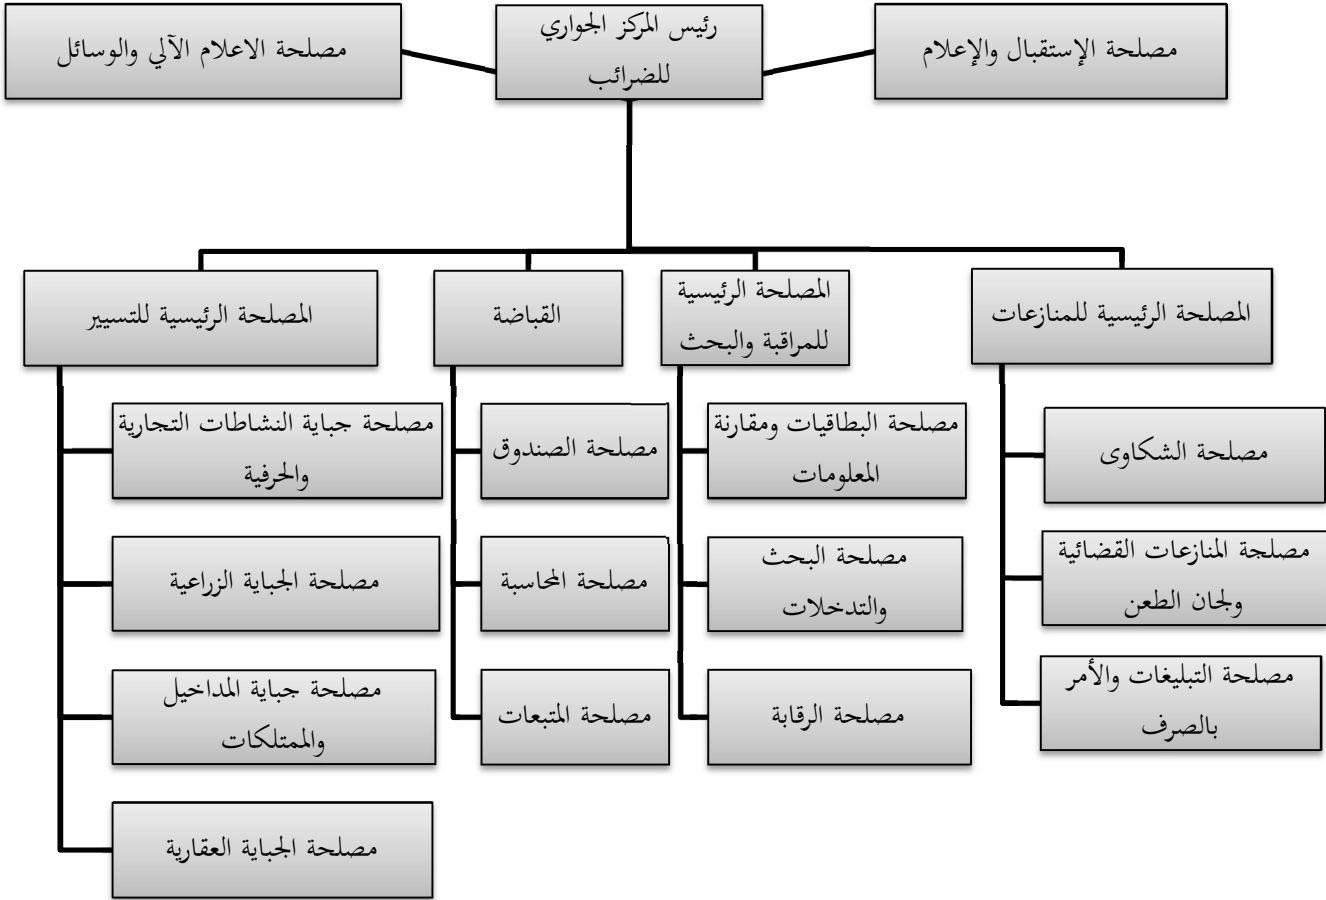 مصلحة الإستقبال والإعلام
رئيس المركز الجواري
للضرائب
مصلحة الاعلام الآلي والوسائل
المصلحة الرئيسية للمنازعات
المصلحة الرئيسية
للمراقبة والبحث
القباضة
المصلحة الرئيسية للتسيير
مصلحة الشكاوى
مصلجة المنازعات القضائية
ولجان الطعن
مصلحة التبليغات والأمر
بالصرف
مصلحة البطاقيات ومقارنة
المعلومات
مصلحة البحث
والتدخلات
مصلحة الرقابة
مصلحة الصندوق
مصلحة المحاسبة
مصلحة المتبعات
مصلحة جباية النشاطات التجارية
والحرفية
مصلحة الجباية الزراعية
مصلحة جباية المداخيل
والممتلكات
مصلحة الجباية العقارية